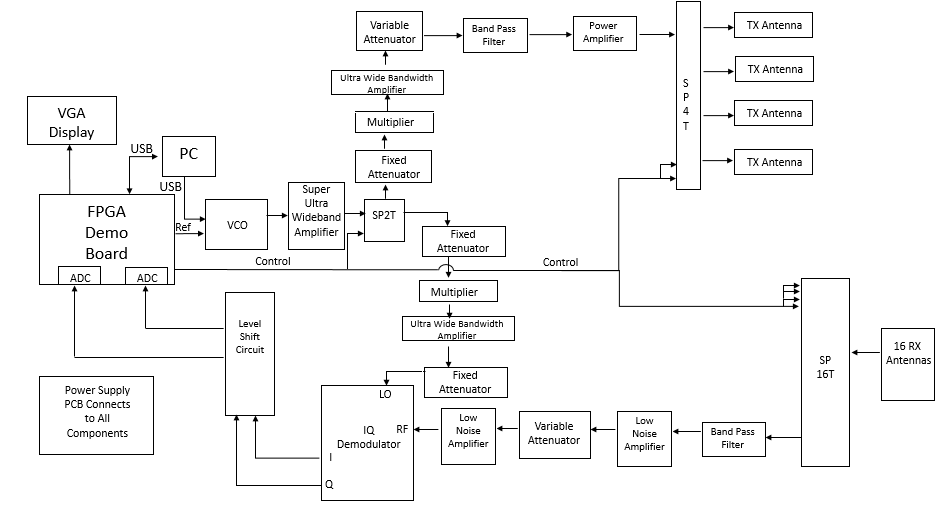 Variable
Attenuator
Band Pass
Filter
Power
Amplifier
S
P
4
T
TX Antenna
TX Antenna
TX Antenna
TX Antenna
Ultra Wide Bandwidth
Amplifier
Multiplier
Fixed
Attenuator
VGA
Display
USB
PC
USB
FPGA
Demo
Board
Ref
ADC
ADC
VCO
Super
Ultra
Wideband
Amplifier
SP2T
Control
Control
Fixed
Attenuator
Multiplier
Ultra Wide Bandwidth
Amplifier
Fixed
Attenuator
Level
Shift
Circuit
Power Supply
PCB Connects
to All
Components
LO
IQ
Demodulator
RF
I
Q
Low
Noise
Amplifier
Variable
Attenuator
Low
Noise
Amplifier
Band Pass
Filter
SP
16T
16 RX
Antennas